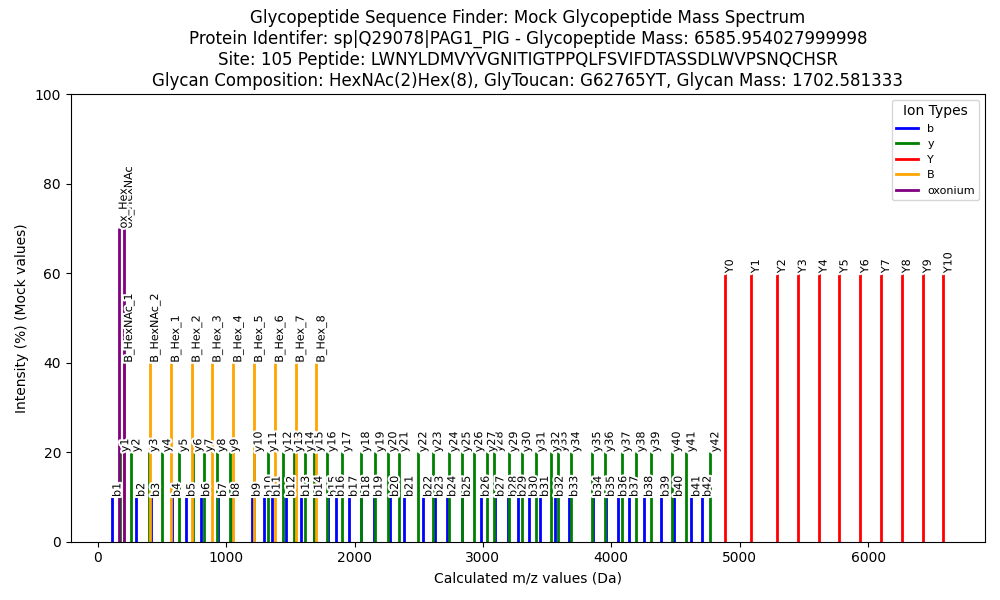 Glycopeptide Sequence Finder: Mock Glycopeptide Mass Spectrum
Protein Identifer: sp|Q29078|PAG1_PIG - Glycopeptide Mass: 6585.954027999998
Site: 105 Peptide: LWNYLDMVYVGNITIGTPPQLFSVIFDTASSDLWVPSNQCHSR
Glycan Composition: HexNAc(2)Hex(8), GlyToucan: G62765YT, Glycan Mass: 1702.581333
Intensity (%) (Mock values)
100
80
60
40
20
0
Ion Types
b
y
Y
B
oxonium
ox_Hex
ox_HexNAc
Y0
Y1
Y2
Y3
Y4
Y5
Y6
Y7
Y8
Y9
Y10
B_HexNAc_1
B_HexNAc_2
B_Hex_1
B_Hex_2
B_Hex_3
B_Hex_4
B_Hex_5
B_Hex_6
B_Hex_7
B_Hex_8
y1
y2
y3
y4
y5
y6
y7
y8
y9
y10
y11
y12
y13
y14
y15
y16
y17
y18
y19
y20
y21
y22
y23
y24
y25
y26
y27
y28
y29
y30
y31
y32
y33
y34
y35
y36
y37
y38
y39
y40
y41
y42
b1
b2
b3
b4
b5
b6
b7
b8
b9
b10
b11
b12
b13
b14
b15
b16
b17
b18
b19
b20
b21
b22
b23
b24
b25
b26
b27
b28
b29
b30
b31
b32
b33
b34
b35
b36
b37
b38
b39
b40
b41
b42
0
1000
2000
3000
4000
5000
6000
Calculated m/z values (Da)